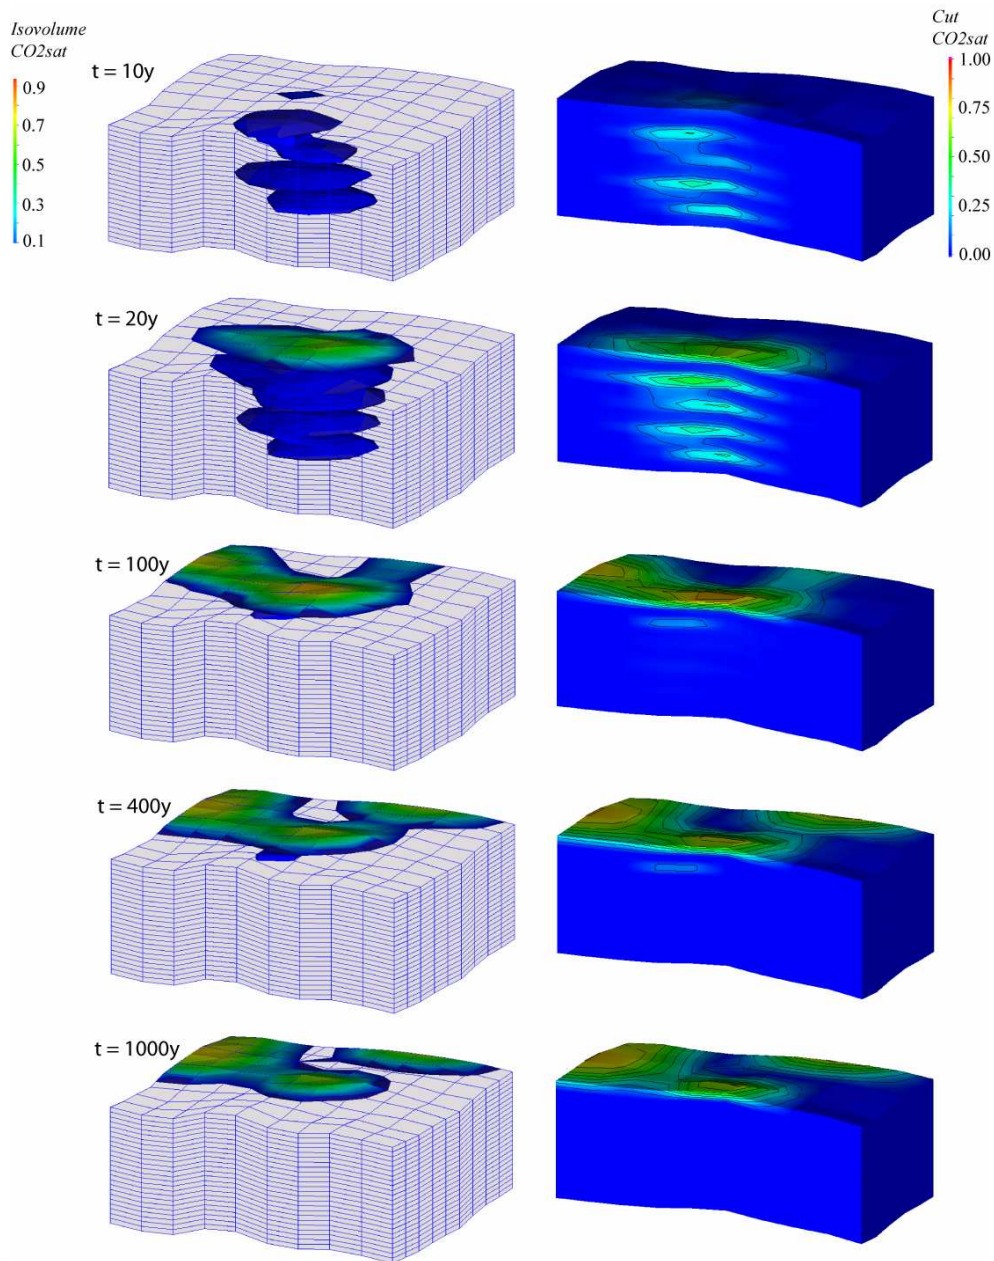 Isovolume
CO2sat
0.9
0.7
0.5
0.3
0.1
Cut
CO2sat
1.00
0.75
0.50
0.25
0.00
t = 10y
t = 20y
t = 100y
t = 400y
t = 1000y